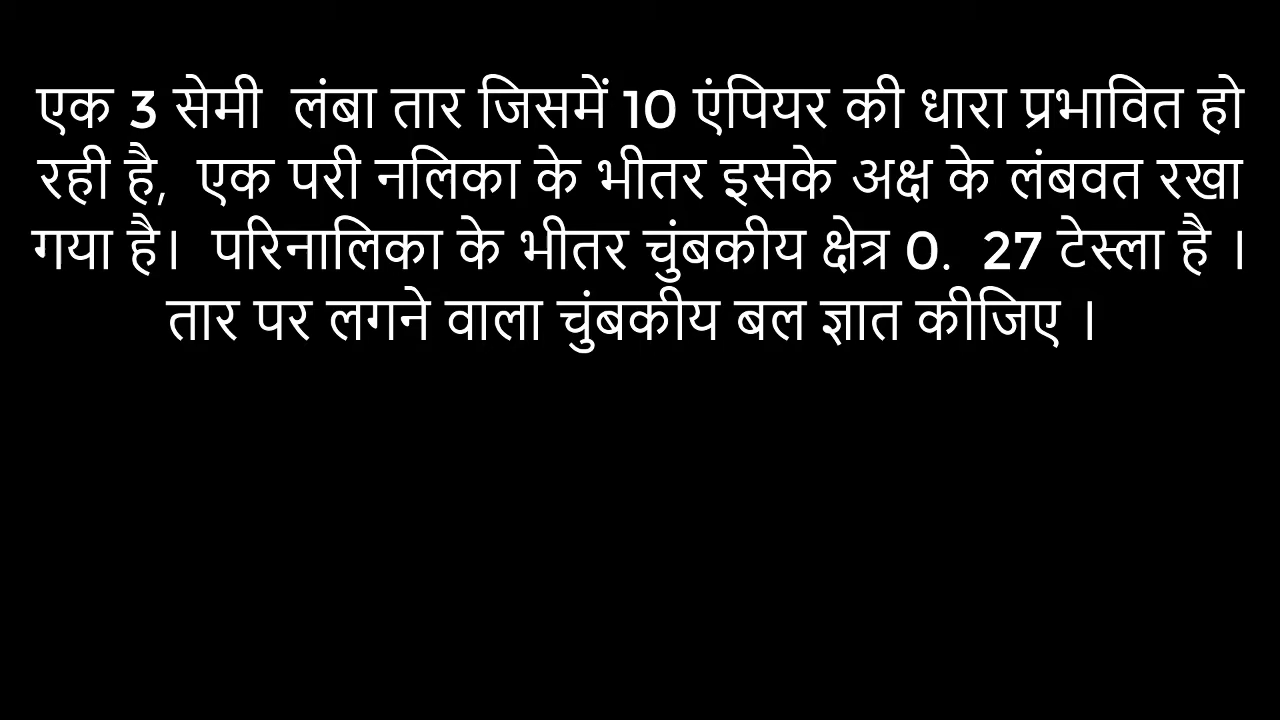 एक 3 सेमी  लंबा तार जिसमें 10 एंपियर की धारा प्रभावित हो
रही है,  एक परी नलिका के भीतर इसके अक्ष के लंबवत रखा
गया है।  परिनालिका के भीतर चुंबकीय क्षेत्र 0.  27 टेस्ला है ।
तार पर लगने वाला चुंबकीय बल ज्ञात कीजिए ।